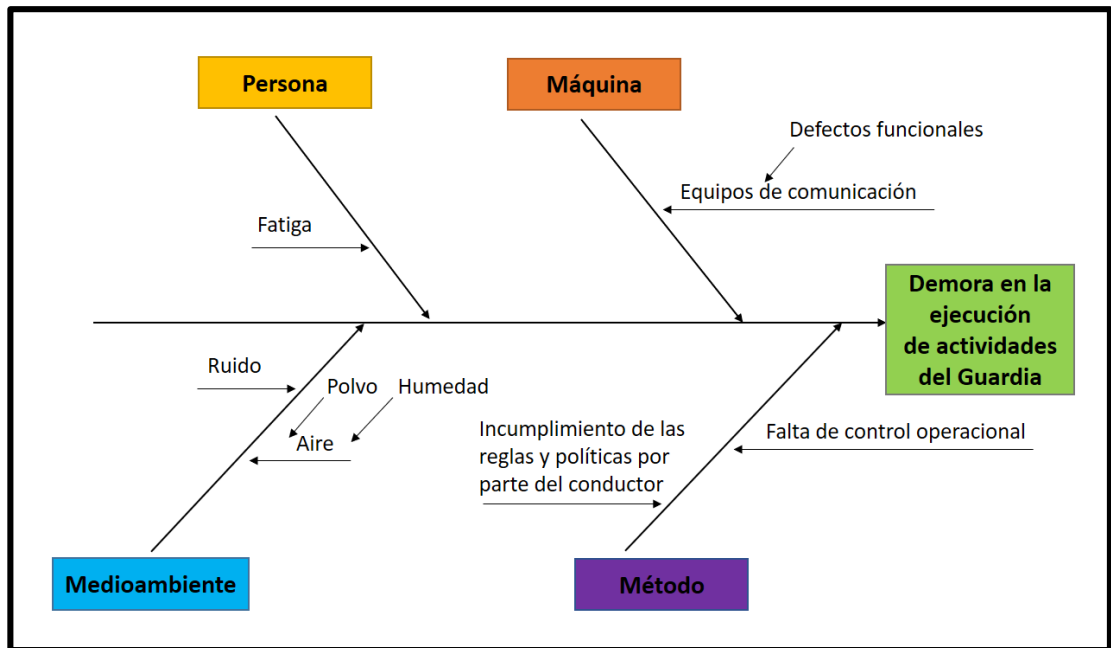 Persona
Máquina
Defectos funcionales
Equipos de comunicación
Fatiga
Demora en la
ejecución
de actividades
del Guardia
Ruido
Polvo
Humedad
Aire
Incumplimiento de las
reglas y políticas por
parte del conductor
Falta de control operacional
Medioambiente
Método